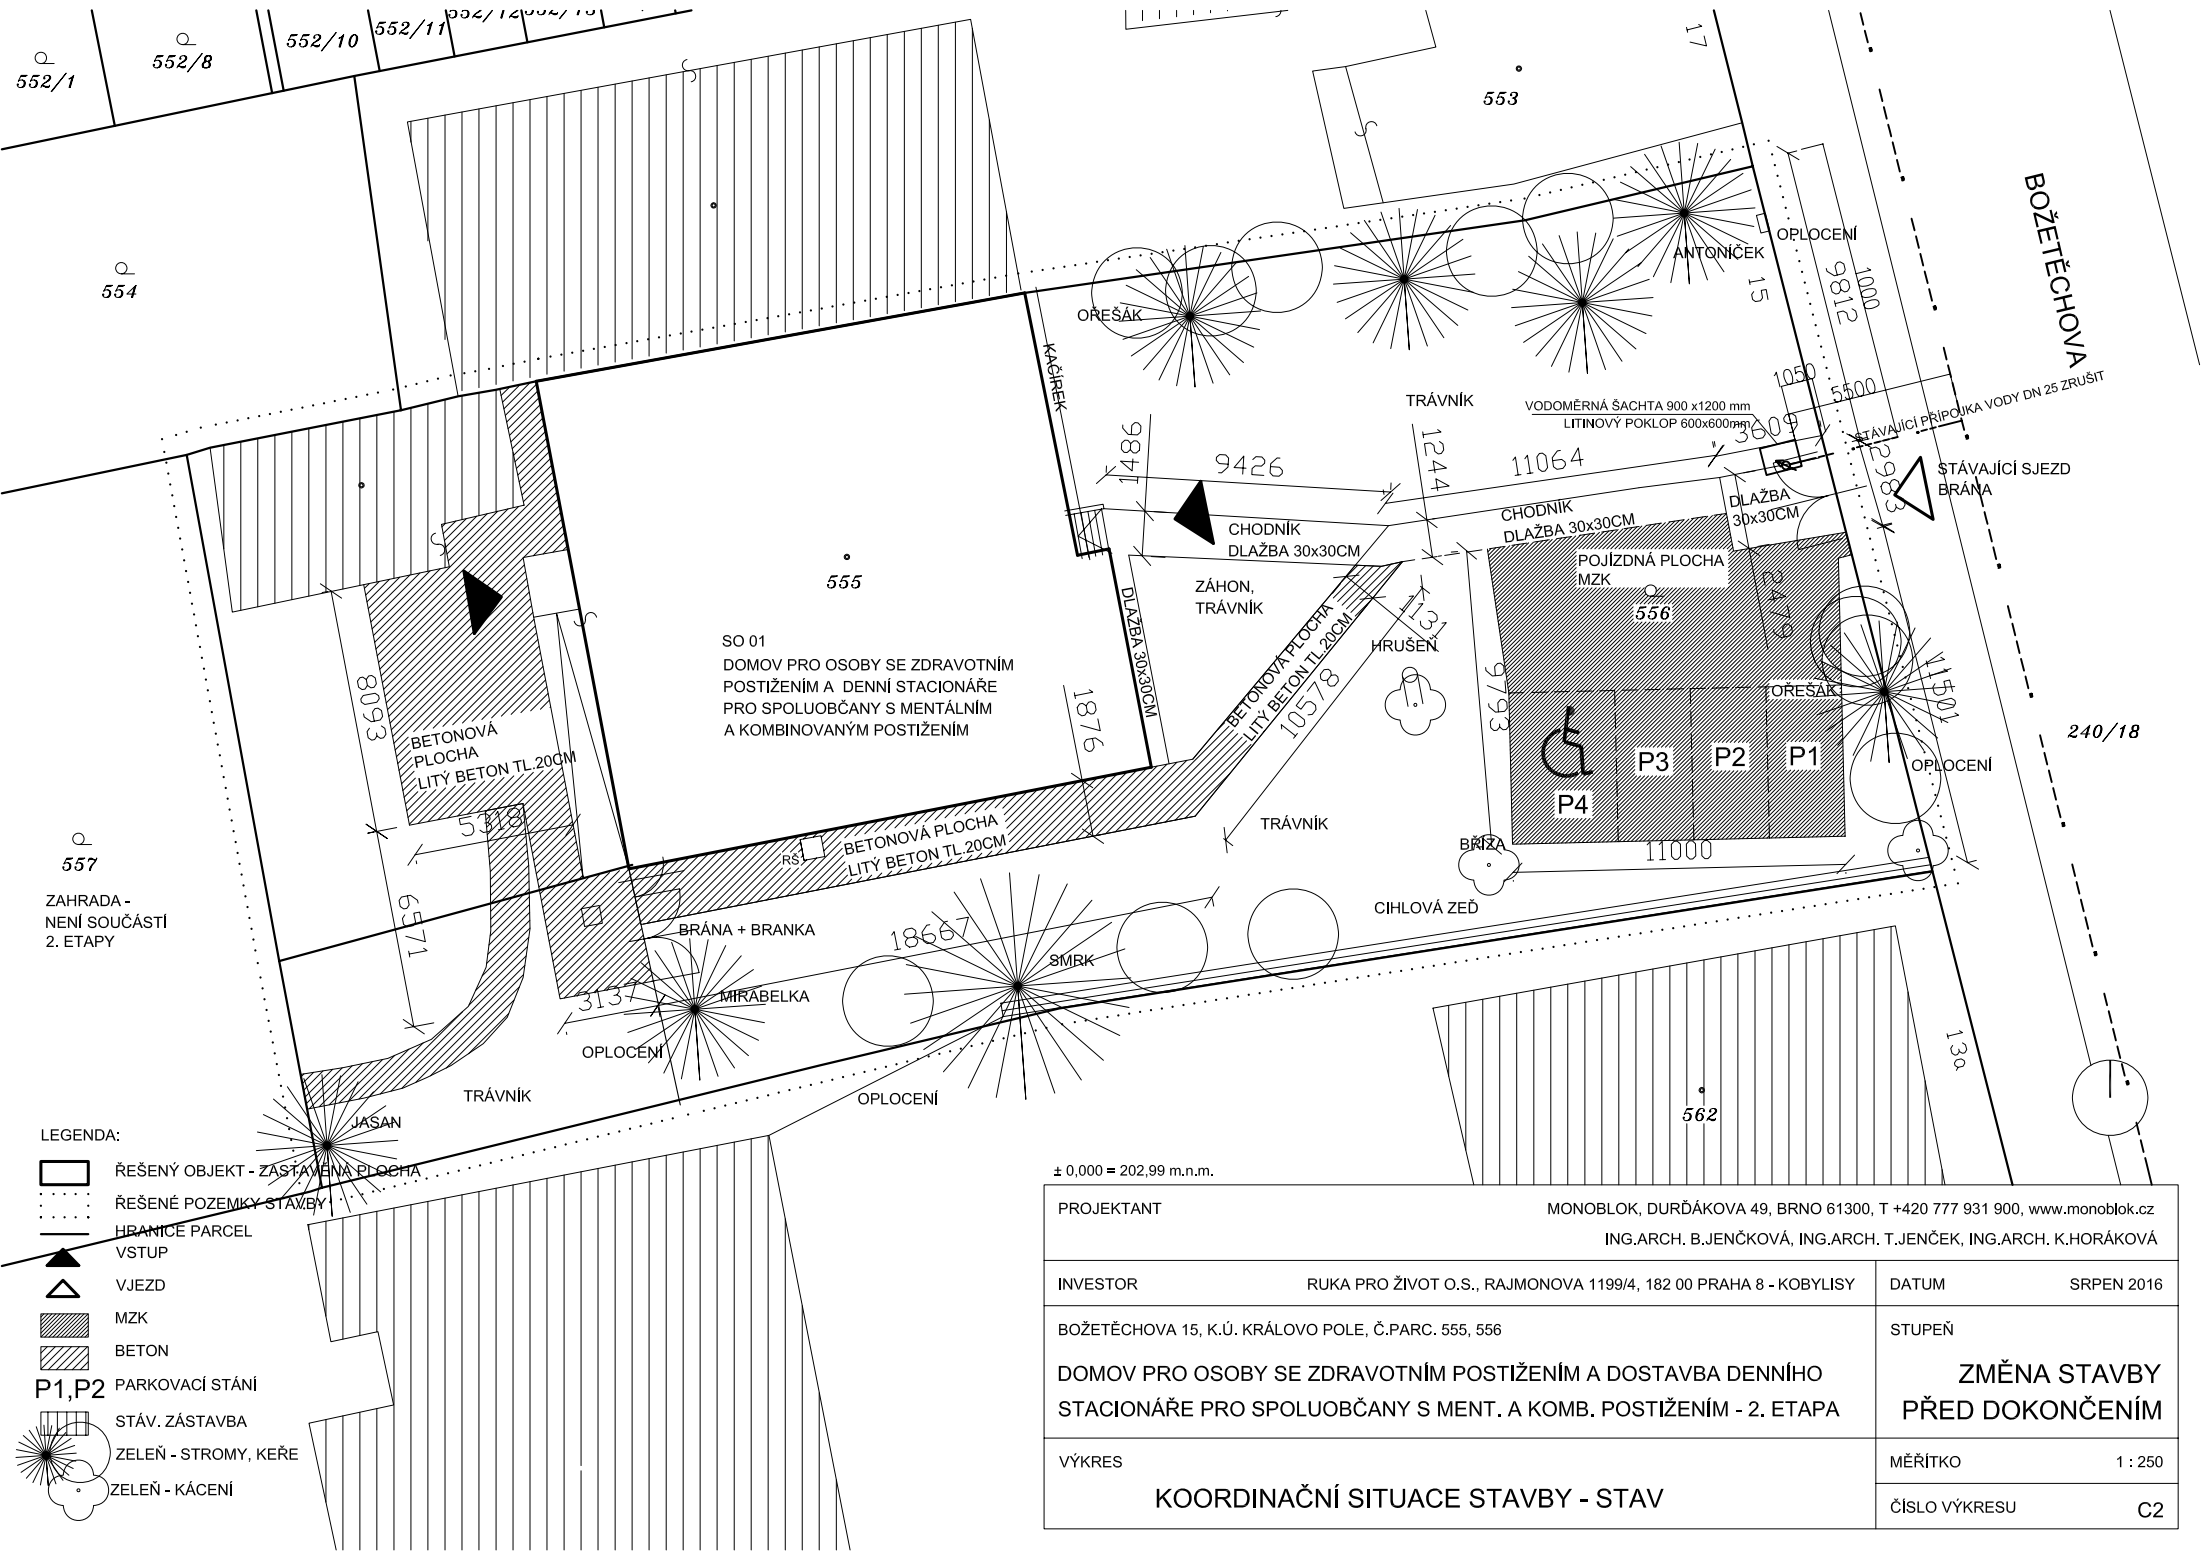 552/1
552/8
552/10
552/11
552/12
552/13
17
553
554
BOŽETĚCHOVA
OPLOCENÍ
ANTONÍČEK
15
9812
1000
OŘEŠÁK
KAČÍREK
TRÁVNÍK
VODOMĚRNÁ ŠACHTA 900 x1200 mm
LITINOVÝ POKLOP 600x600mm
1050
5500
STÁVAJÍCÍ PŘÍPOJKA VODY DN 25 ZRUŠIT
3609
1486
9426
1244
11064
2983
STÁVAJÍCÍ SJEZD
BRÁNA
CHODNÍK
DLAŽBA 30x30CM
CHODNÍK
DLAŽBA 30x30CM
DLAŽBA
30x30CM
555
POJÍZDNÁ PLOCHA
MZK
556
2479
ZÁHON,
TRÁVNÍK
DLAŽBA 30x30CM
BETONOVÁ PLOCHA
LITÝ BETON TL.20CM
1131
HRUŠEŇ
10578
SO 01
DOMOV PRO OSOBY SE ZDRAVOTNÍM
POSTIŽENÍM A DENNÍ STACIONÁŘE
PRO SPOLUOBČANY S MENTÁLNÍM
A KOMBINOVANÝM POSTIŽENÍM
8093
BETONOVÁ
PLOCHA
LITÝ BETON TL.20CM
1876
9793
OŘEŠÁK
11501
240/18
P4
P3
P2
P1
OPLOCENÍ
5318
RŠ
BETONOVÁ PLOCHA
LITÝ BETON TL.20CM
TRÁVNÍK
BŘÍZA
11000
557
ZAHRADA -
NENÍ SOUČÁSTÍ
2. ETAPY
6571
BRÁNA + BRANKA
18667
CIHLOVÁ ZEĎ
SMRK
3137
MIRABELKA
OPLOCENÍ
TRÁVNÍK
OPLOCENÍ
13a
562
JASAN
LEGENDA:
ŘEŠENÝ OBJEKT - ZASTAVĚNÁ PLOCHA
ŘEŠENÉ POZEMKY STAVBY
HRANICE PARCEL
VSTUP
VJEZD
MZK
BETON
P1,P2 PARKOVACÍ STÁNÍ
STÁV. ZÁSTAVBA
ZELEŇ - STROMY, KEŘE
ZELEŇ - KÁCENÍ
± 0,000 = 202,99 m.n.m.
PROJEKTANT MONOBLOK, DURĎÁKOVA 49, BRNO 61300, T +420 777 931 900, www.monoblok.cz
ING.ARCH. B.JENČKOVÁ, ING.ARCH. T.JENČEK, ING.ARCH. K.HORÁKOVÁ
INVESTOR RUKA PRO ŽIVOT O.S., RAJMONOVA 1199/4, 182 00 PRAHA 8 - KOBYLISY
DATUM SRPEN 2016
BOŽETĚCHOVA 15, K.Ú. KRÁLOVO POLE, Č.PARC. 555, 556
DOMOV PRO OSOBY SE ZDRAVOTNÍM POSTIŽENÍM A DOSTAVBA DENNÍHO
STACIONÁŘE PRO SPOLUOBČANY S MENT. A KOMB. POSTIŽENÍM - 2. ETAPA
STUPEŇ
ZMĚNA STAVBY
PŘED DOKONČENÍM
VÝKRES
KOORDINAČNÍ SITUACE STAVBY - STAV
MĚŘÍTKO 1 : 250
ČÍSLO VÝKRESU C2